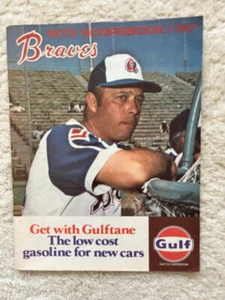 Braves
Get with Gulftane
The low cost
gasoline for new cars
Gulf